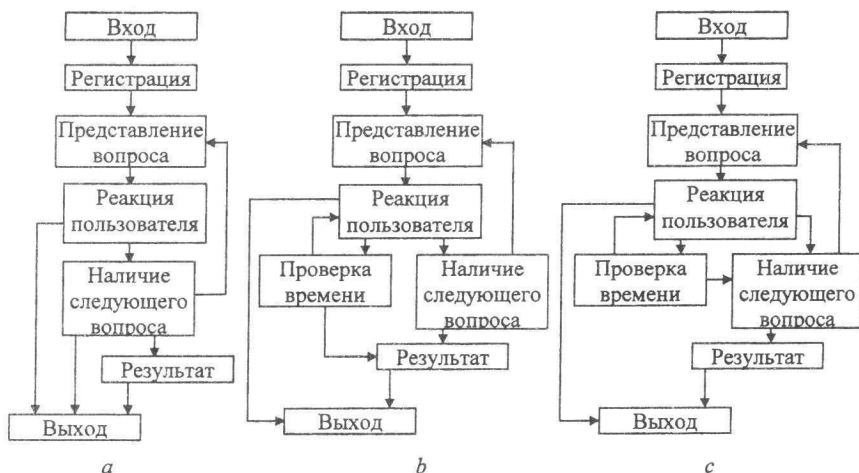 Вход
Регистрация
Представление
вопроса
Реакция
пользователя
Наличие
следующего
вопроса
Результат
Выход
a
Вход
Регистрация
Представление
вопроса
Реакция
пользователя
Проверка
времени
Наличие
следующего
вопроса
Результат
Выход
b
Вход
Регистрация
Представление
вопроса
Реакция
пользователя
Проверка
времени
Наличие
следующего
вопроса
Результат
Выход
c